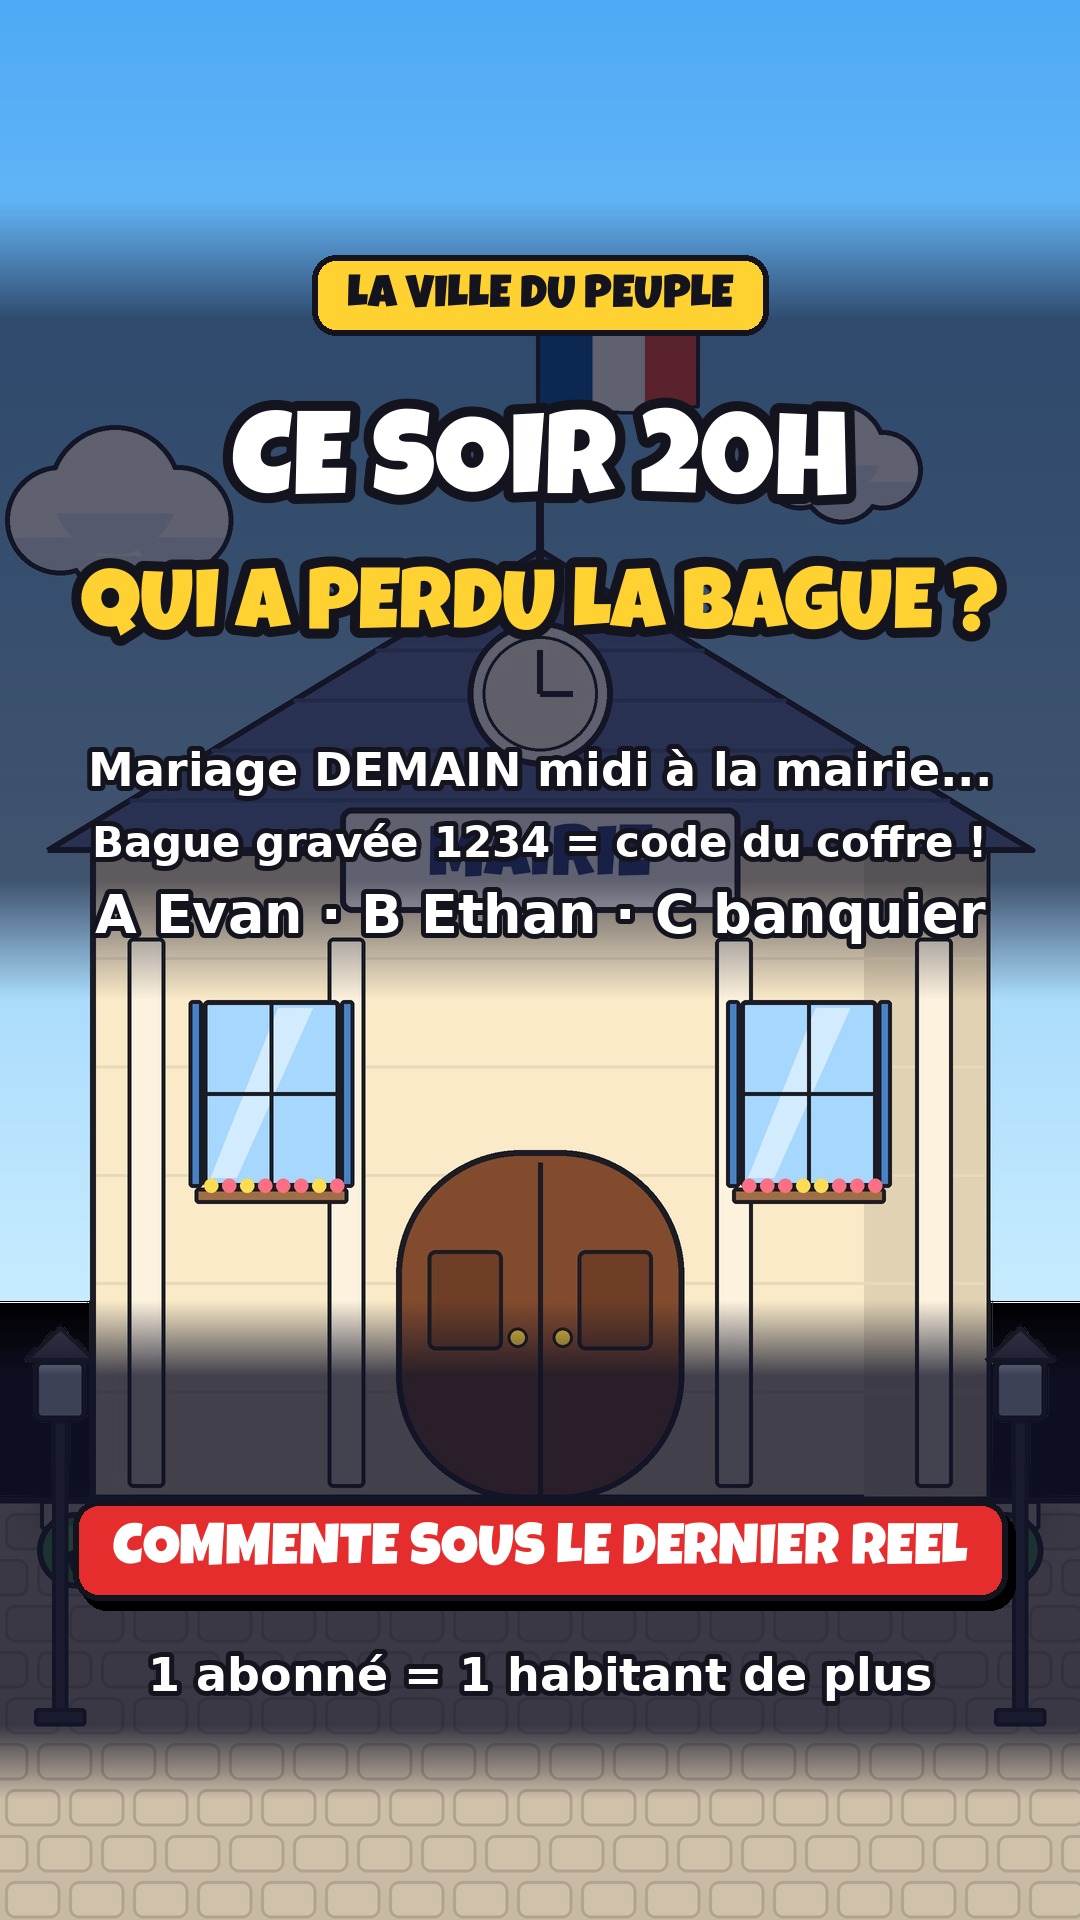 LA VILLE DU PEUPLE
CE SOIR 20H
QUI A PERDU LA BAGUE ?
Mariage DEMAIN midi à la mairie...
MAIRIE
Bague gravée 1234 = code du coffre !
A Evan · B Ethan · C banquier
COMMENTE SOUS LE DERNIER REEL
1 abonné = 1 habitant de plus